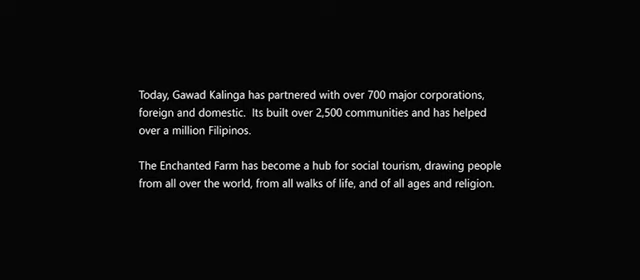 Today, Gawad Kalinga has partnered with over 700 major corporations,
foreign and domestic.  Its built over 2,500 communities and has helped
over a million Filipinos.
The Enchanted Farm has become a hub for social tourism, drawing people
from all over the world, from all walks of life, and of all ages and religion.